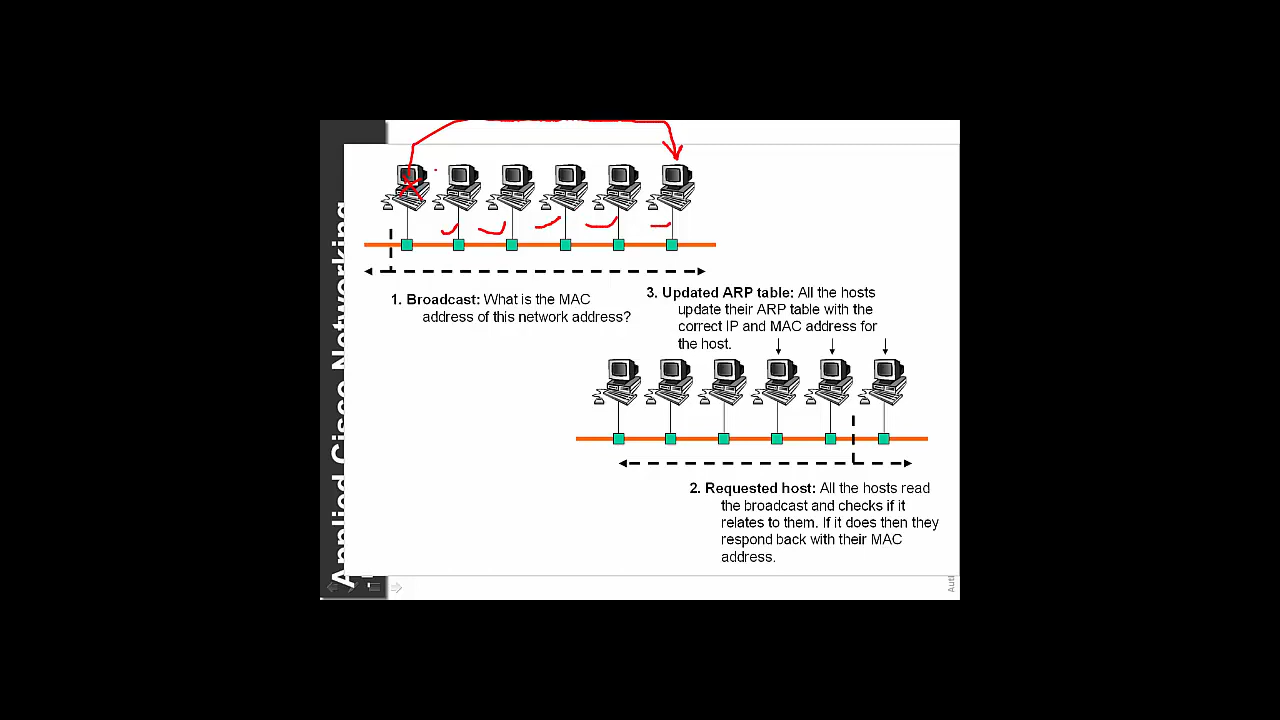 Applied Cisco Networking
1. Broadcast: What is the MAC
address of this network address?
3. Updated ARP table: All the hosts
update their ARP table with the
correct IP and MAC address for
the host.
2. Requested host: All the hosts read
the broadcast and checks if it
relates to them. If it does then they
respond back with their MAC
address.